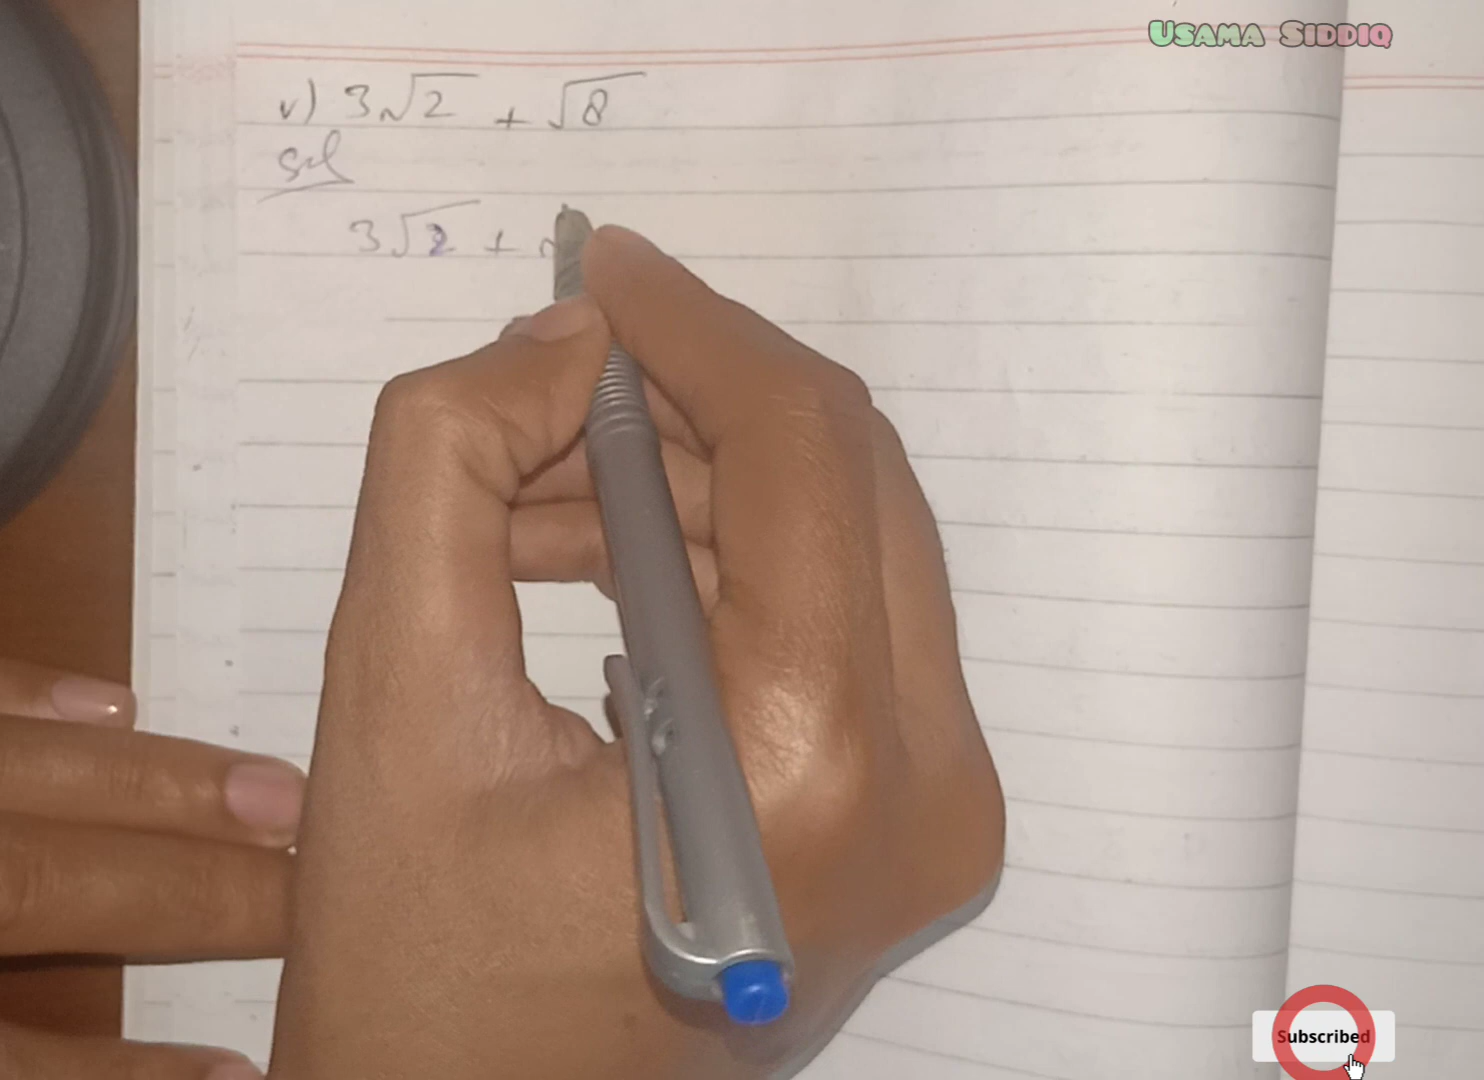 Usama Siddiq
v) 3√2 + √8
Sol
3√2 +
Subscribed